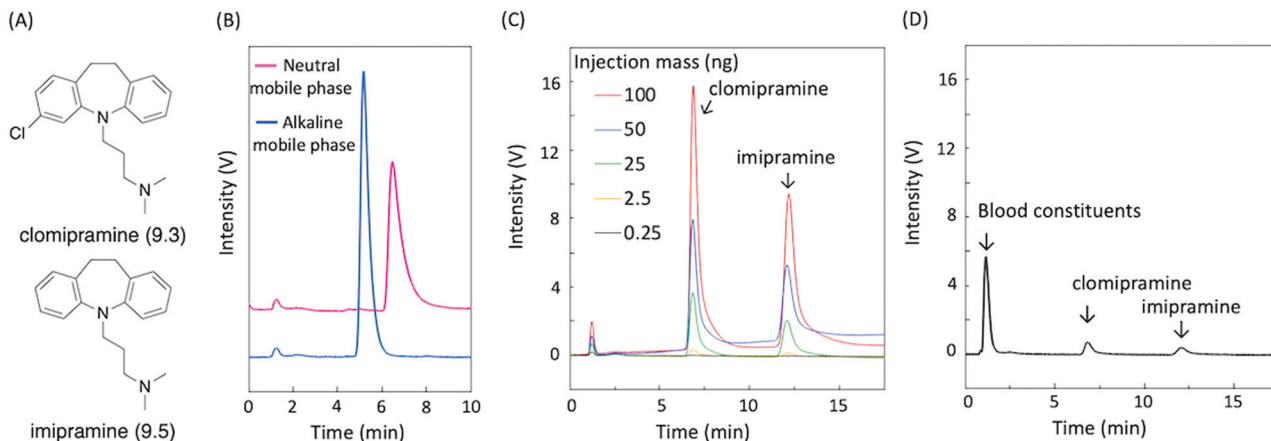 (A)
Cl
N
N
clomipramine (9.3)
N
N
imipramine (9.5)
(B)
Neutral
mobile phase
Alkaline
mobile phase
Intensity (V)
0 2 4 6 8 10
Time (min)
(C)
Injection mass (ng)
100
50
25
2.5
0.25
clomipramine
imipramine
16
12
8
4
0
Intensity (V)
0 5 10 15
Time (min)
(D)
Blood constituents
clomipramine
imipramine
16
12
8
4
0
Intensity (V)
0 5 10 15
Time (min)